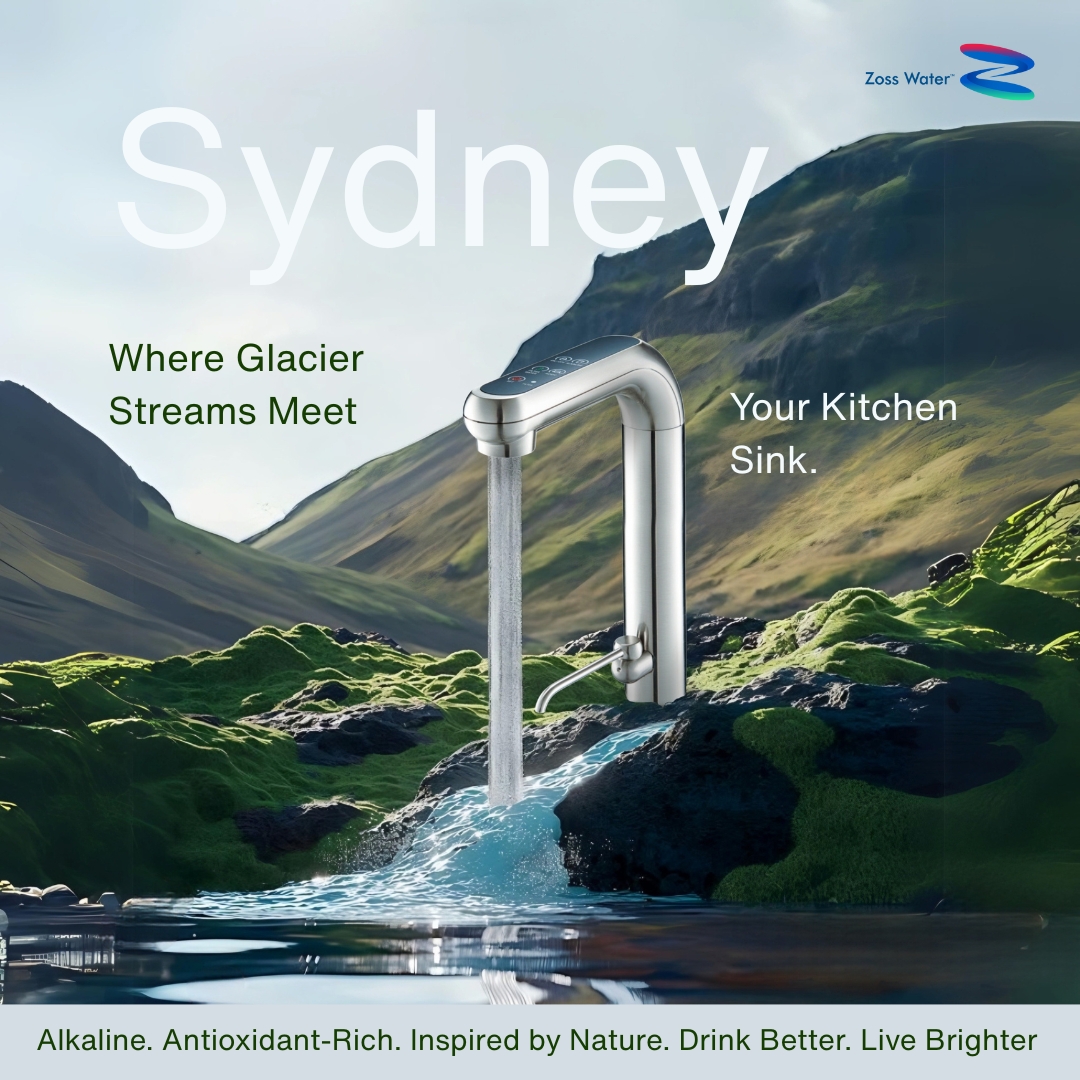 Zoss Water™
Sydney
Where Glacier
Streams Meet
Your Kitchen
Sink.
Alkaline. Antioxidant-Rich. Inspired by Nature. Drink Better. Live Brighter